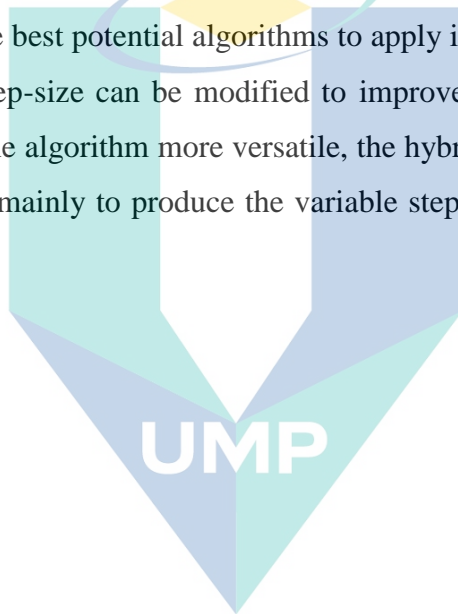 e best potential algorithms to apply i
ep-size can be modified to improve
e algorithm more versatile, the hybr
mainly to produce the variable step
UMP